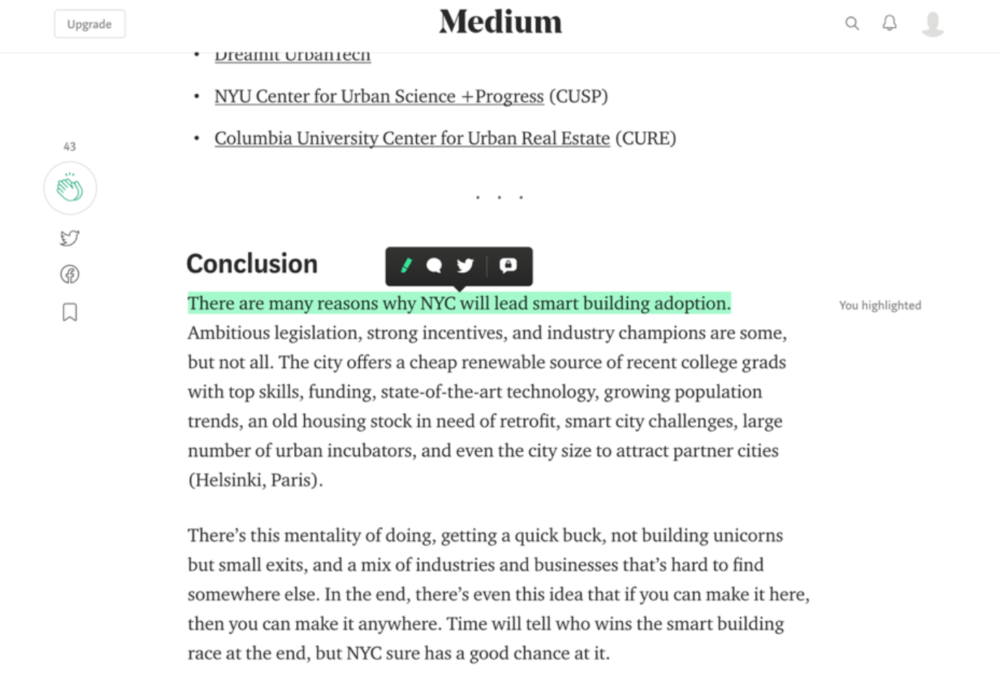 Upgrade
Medium
Dreamit UrbanTech
NYU Center for Urban Science +Progress (CUSP)
Columbia University Center for Urban Real Estate (CURE)
43
. . .
Conclusion
There are many reasons why NYC will lead smart building adoption.
You highlighted
Ambitious legislation, strong incentives, and industry champions are some,
but not all. The city offers a cheap renewable source of recent college grads
with top skills, funding, state-of-the-art technology, growing population
trends, an old housing stock in need of retrofit, smart city challenges, large
number of urban incubators, and even the city size to attract partner cities
(Helsinki, Paris).
There’s this mentality of doing, getting a quick buck, not building unicorns
but small exits, and a mix of industries and businesses that’s hard to find
somewhere else. In the end, there’s even this idea that if you can make it here,
then you can make it anywhere. Time will tell who wins the smart building
race at the end, but NYC sure has a good chance at it.